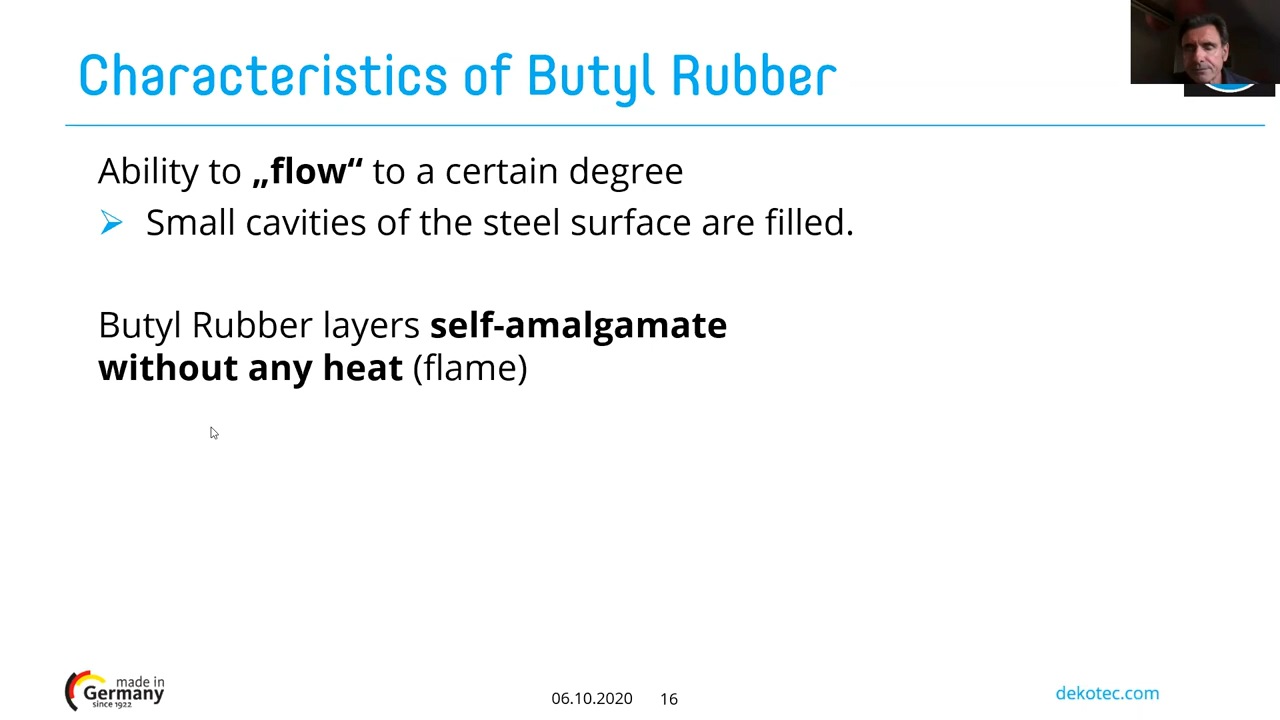 Characteristics of Butyl Rubber
Ability to „flow“ to a certain degree
Small cavities of the steel surface are filled.
Butyl Rubber layers self-amalgamate
without any heat (flame)
made in
Germany
since 1922
06.10.2020
16
dekotec.com